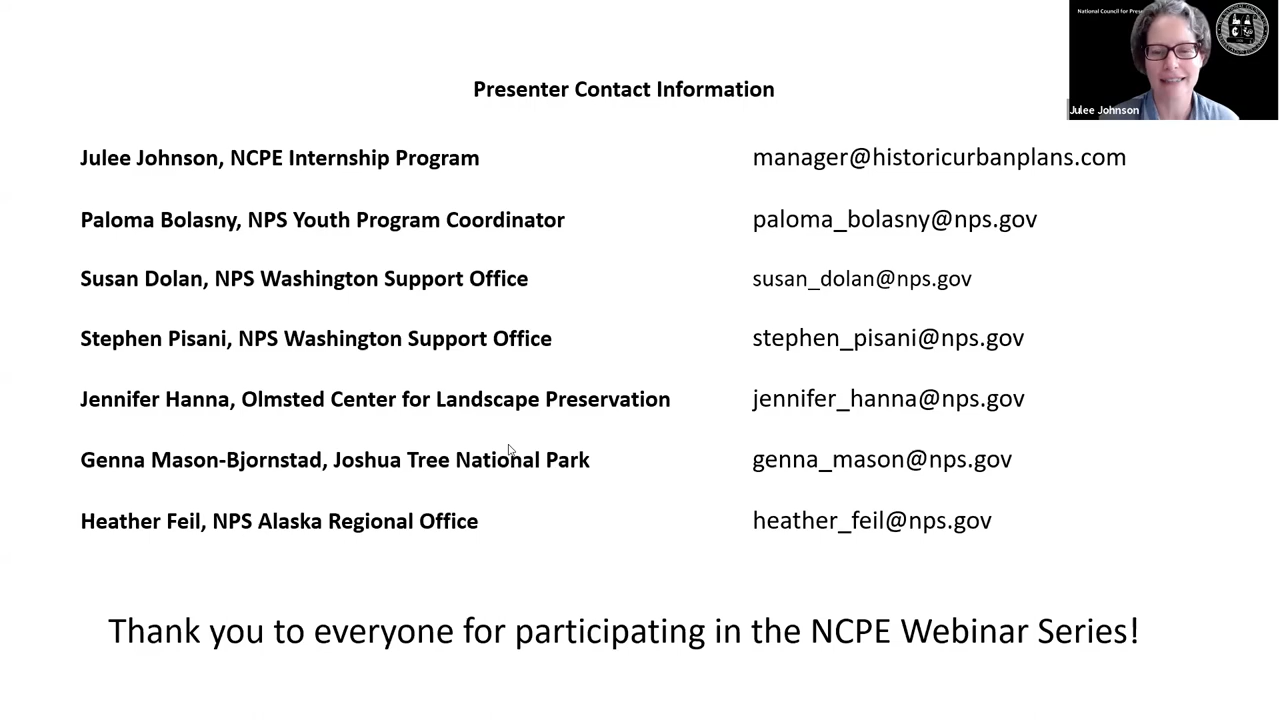 National Council for Prese
Julee Johnson
Presenter Contact Information
Julee Johnson, NCPE Internship Program manager@historicurbanplans.com
Paloma Bolasny, NPS Youth Program Coordinator paloma_bolasny@nps.gov
Susan Dolan, NPS Washington Support Office susan_dolan@nps.gov
Stephen Pisani, NPS Washington Support Office stephen_pisani@nps.gov
Jennifer Hanna, Olmsted Center for Landscape Preservation jennifer_hanna@nps.gov
Genna Mason-Bjornstad, Joshua Tree National Park genna_mason@nps.gov
Heather Feil, NPS Alaska Regional Office heather_feil@nps.gov
Thank you to everyone for participating in the NCPE Webinar Series!